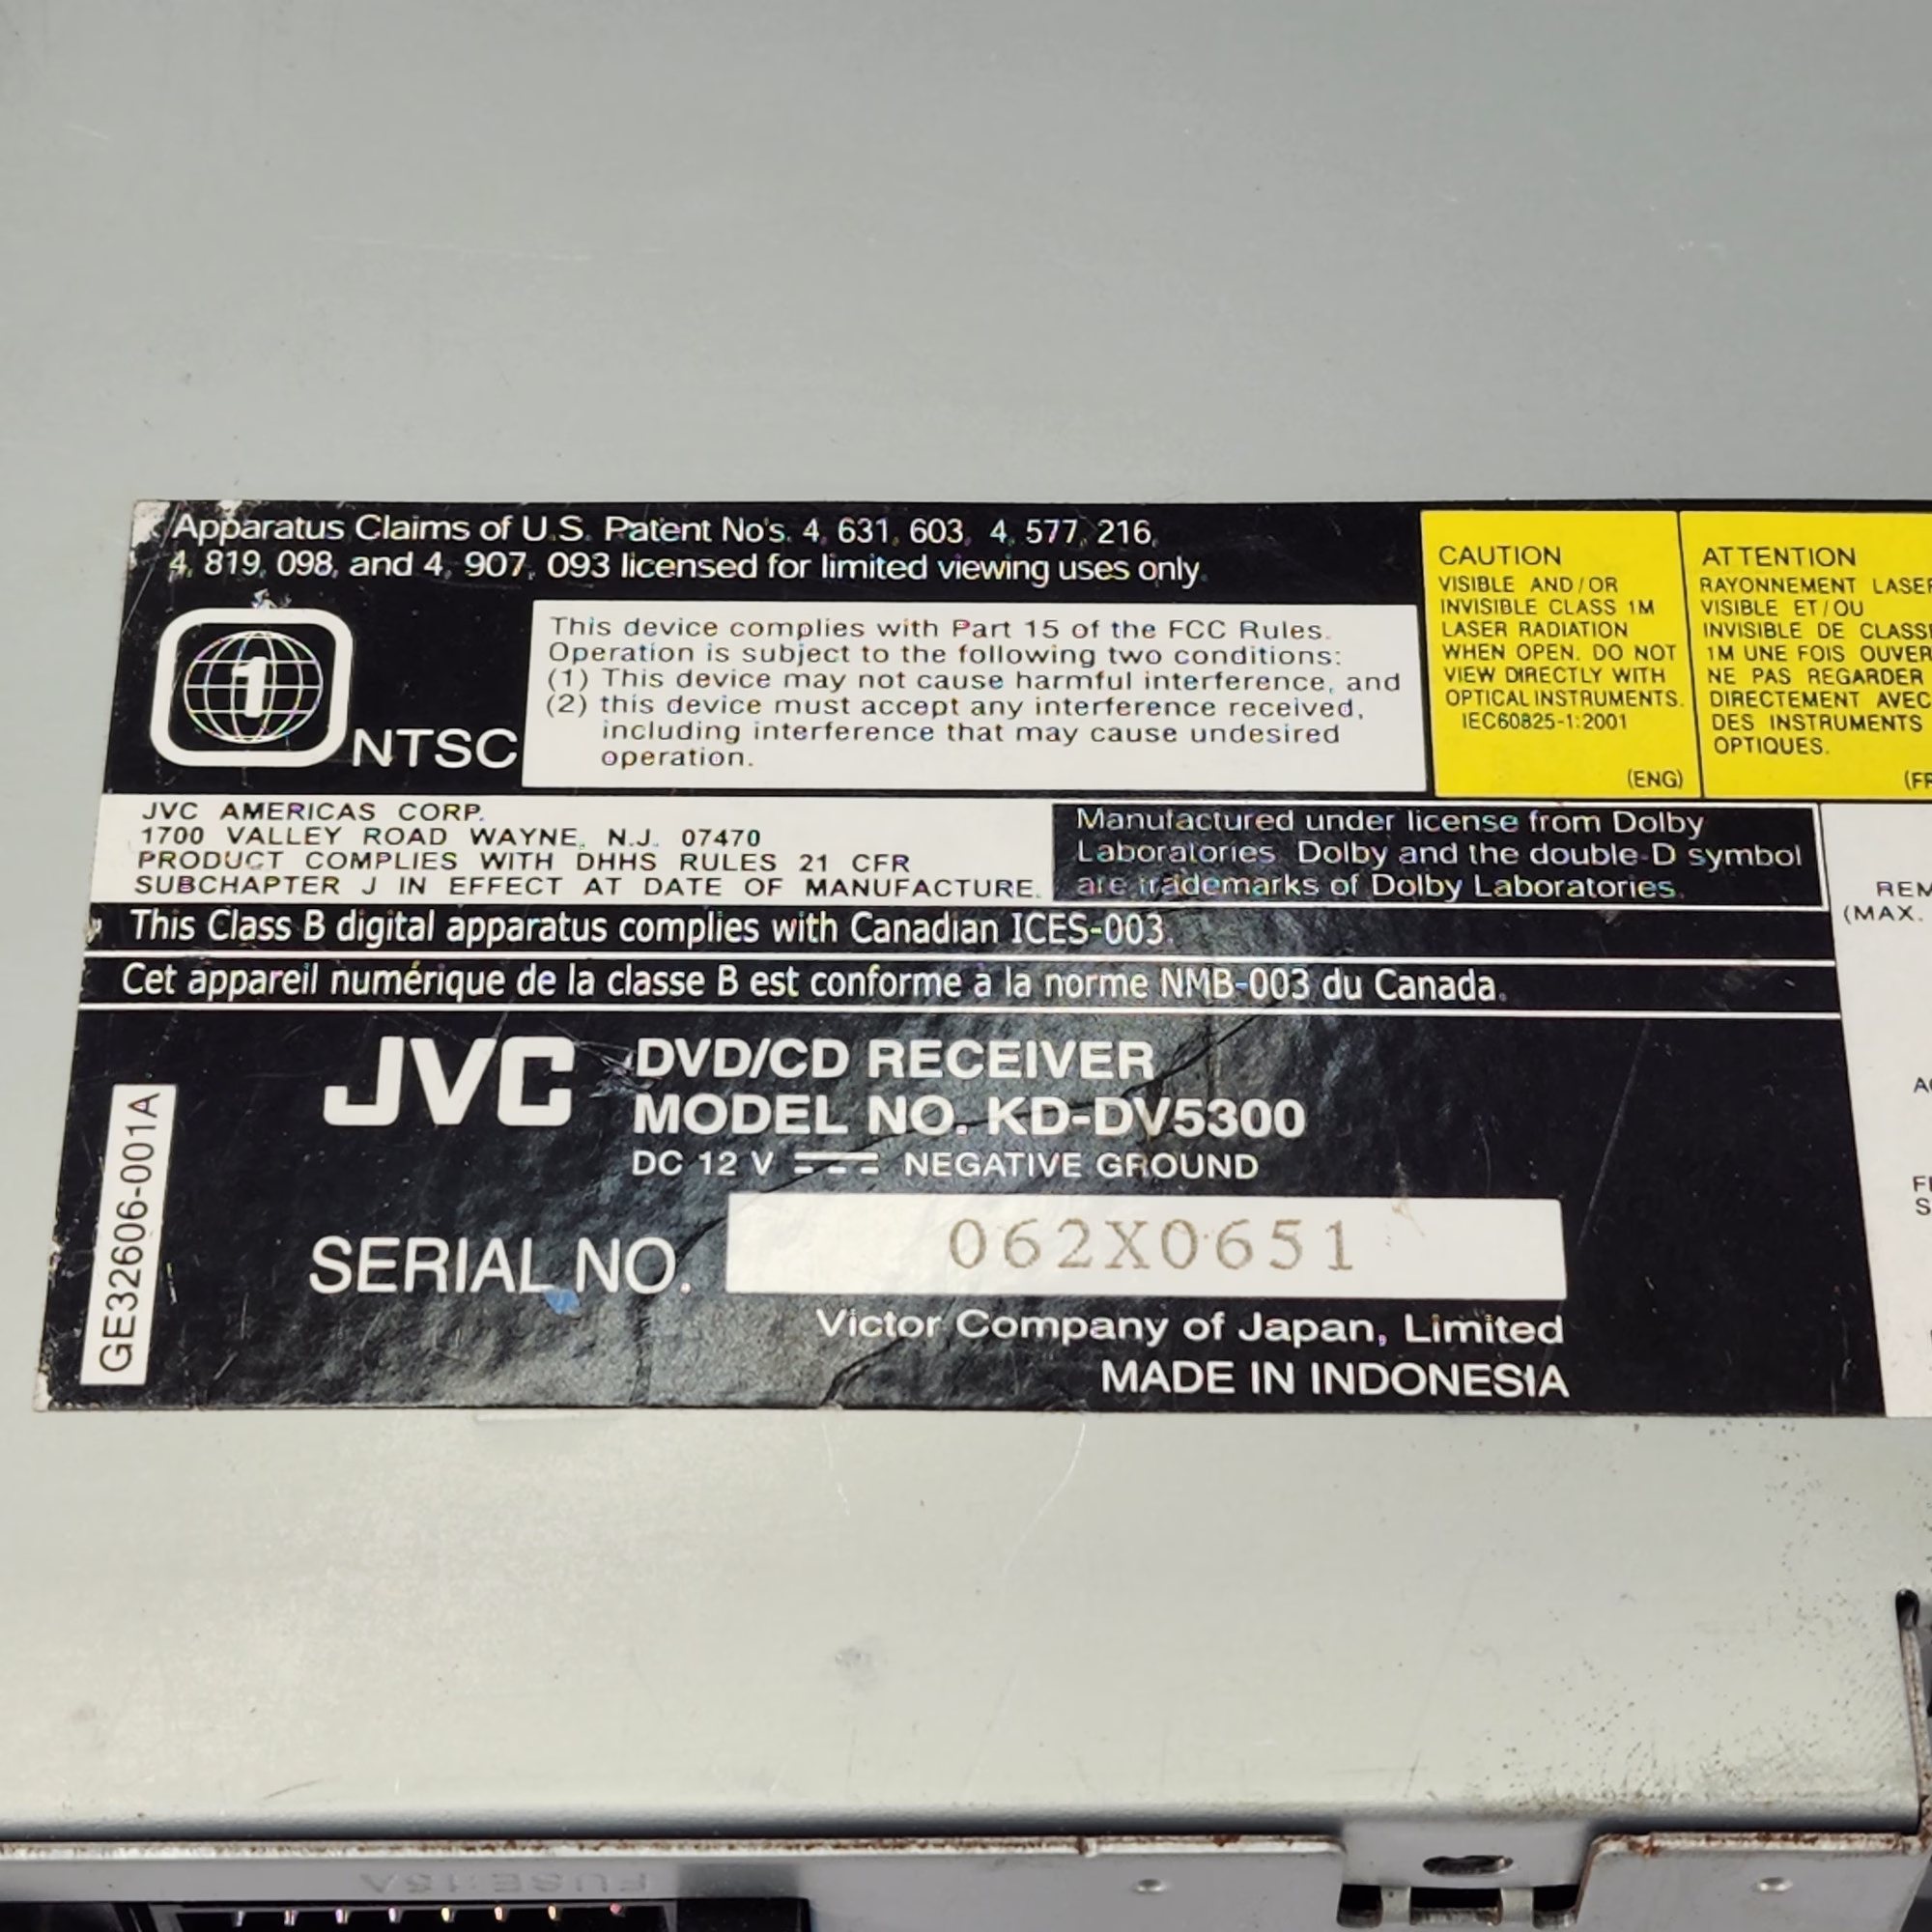 Apparatus Claims of U.S. Patent No's. 4, 631, 603, 4, 577, 216,
4, 819, 098, and 4, 907, 093 licensed for limited viewing uses only.
1
NTSC
This device complies with Part 15 of the FCC Rules.
Operation is subject to the following two conditions:
(1) This device may not cause harmful interference, and
(2) this device must accept any interference received,
including interference that may cause undesired
operation.
CAUTION
VISIBLE AND/OR
INVISIBLE CLASS 1M
LASER RADIATION
WHEN OPEN. DO NOT
VIEW DIRECTLY WITH
OPTICAL INSTRUMENTS.
IEC60825-1:2001
(ENG)
ATTENTION
RAYONNEMENT LASER
VISIBLE ET/OU
INVISIBLE DE CLASSE
1M UNE FOIS OUVER
NE PAS REGARDER
DIRECTEMENT AVEC
DES INSTRUMENTS
OPTIQUES.
(FR
JVC AMERICAS CORP.
1700 VALLEY ROAD WAYNE, N.J. 07470
PRODUCT COMPLIES WITH DHHS RULES 21 CFR
SUBCHAPTER J IN EFFECT AT DATE OF MANUFACTURE.
Manufactured under license from Dolby
Laboratories. Dolby and the double-D symbol
are trademarks of Dolby Laboratories.
REM
(MAX.
This Class B digital apparatus complies with Canadian ICES-003.
Cet appareil numérique de la classe B est conforme à la norme NMB-003 du Canada.
JVC
DVD/CD RECEIVER
MODEL NO. KD-DV5300
DC 12 V NEGATIVE GROUND
SERIAL NO.
062X0651
Victor Company of Japan, Limited
MADE IN INDONESIA
GE32606-001A
FUSE:15A